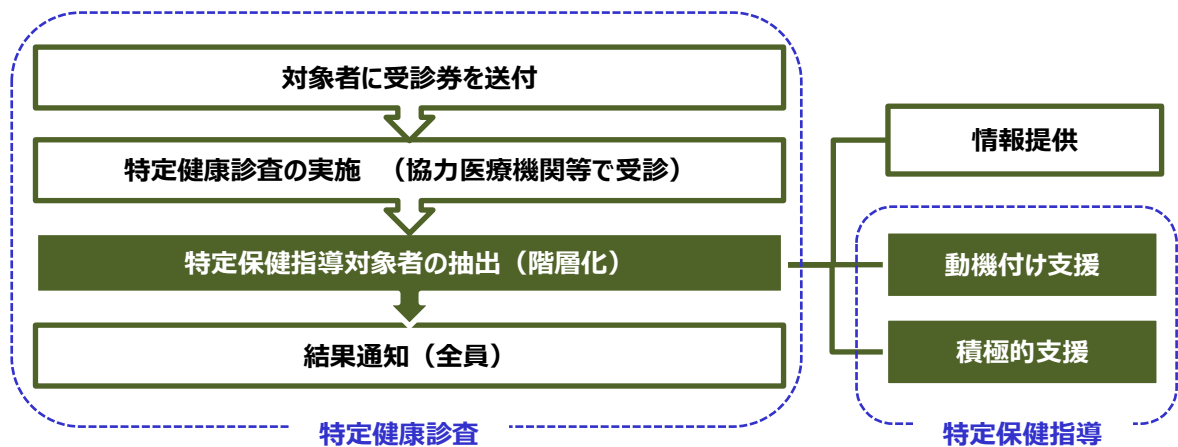 対象者に受診券を送付
特定健康診査の実施　（協力医療機関等で受診）
特定保健指導対象者の抽出（階層化）
結果通知（全員）
特定健康診査
情報提供
動機付け支援
積極的支援
特定保健指導